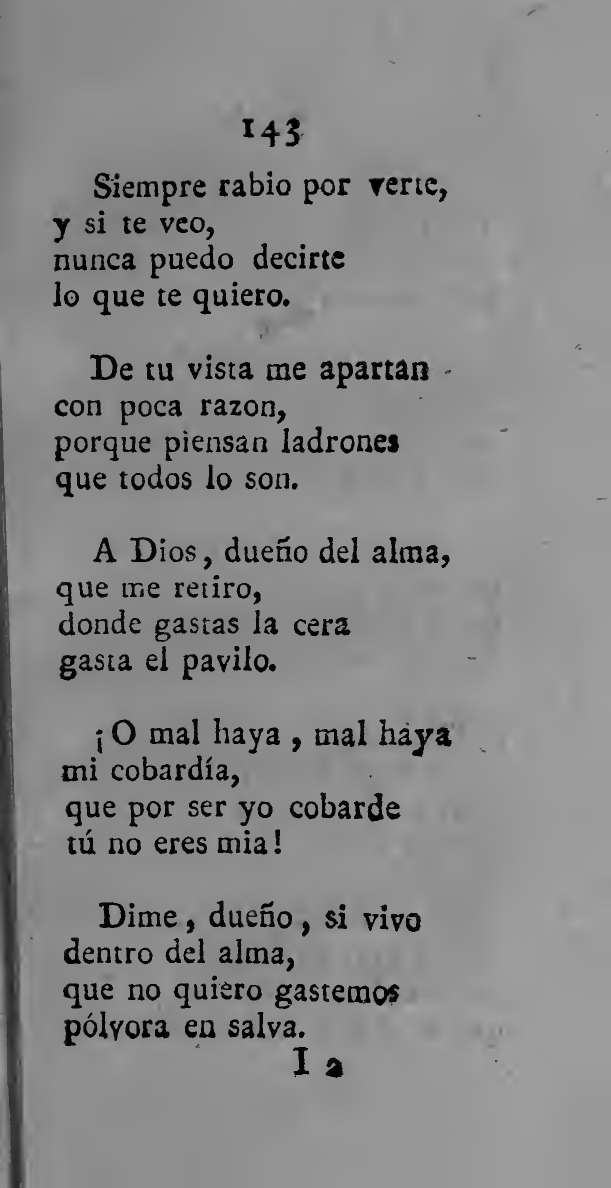 143
Siempre rabio por verte,
y si te veo,
nunca puedo decirte
lo que te quiero.
De tu vista me apartan
con poca razon,
porque piensan ladrones
que todos lo son.
A Dios, dueño del alma,
que me retiro,
donde gastas la cera
gasta el pavilo.
¡O mal haya, mal haya
mi cobardía,
que por ser yo cobarde
tú no eres mia!
Dime, dueño, si vivo
dentro del alma,
que no quiero gastemos
pólvora en salva.
I 2